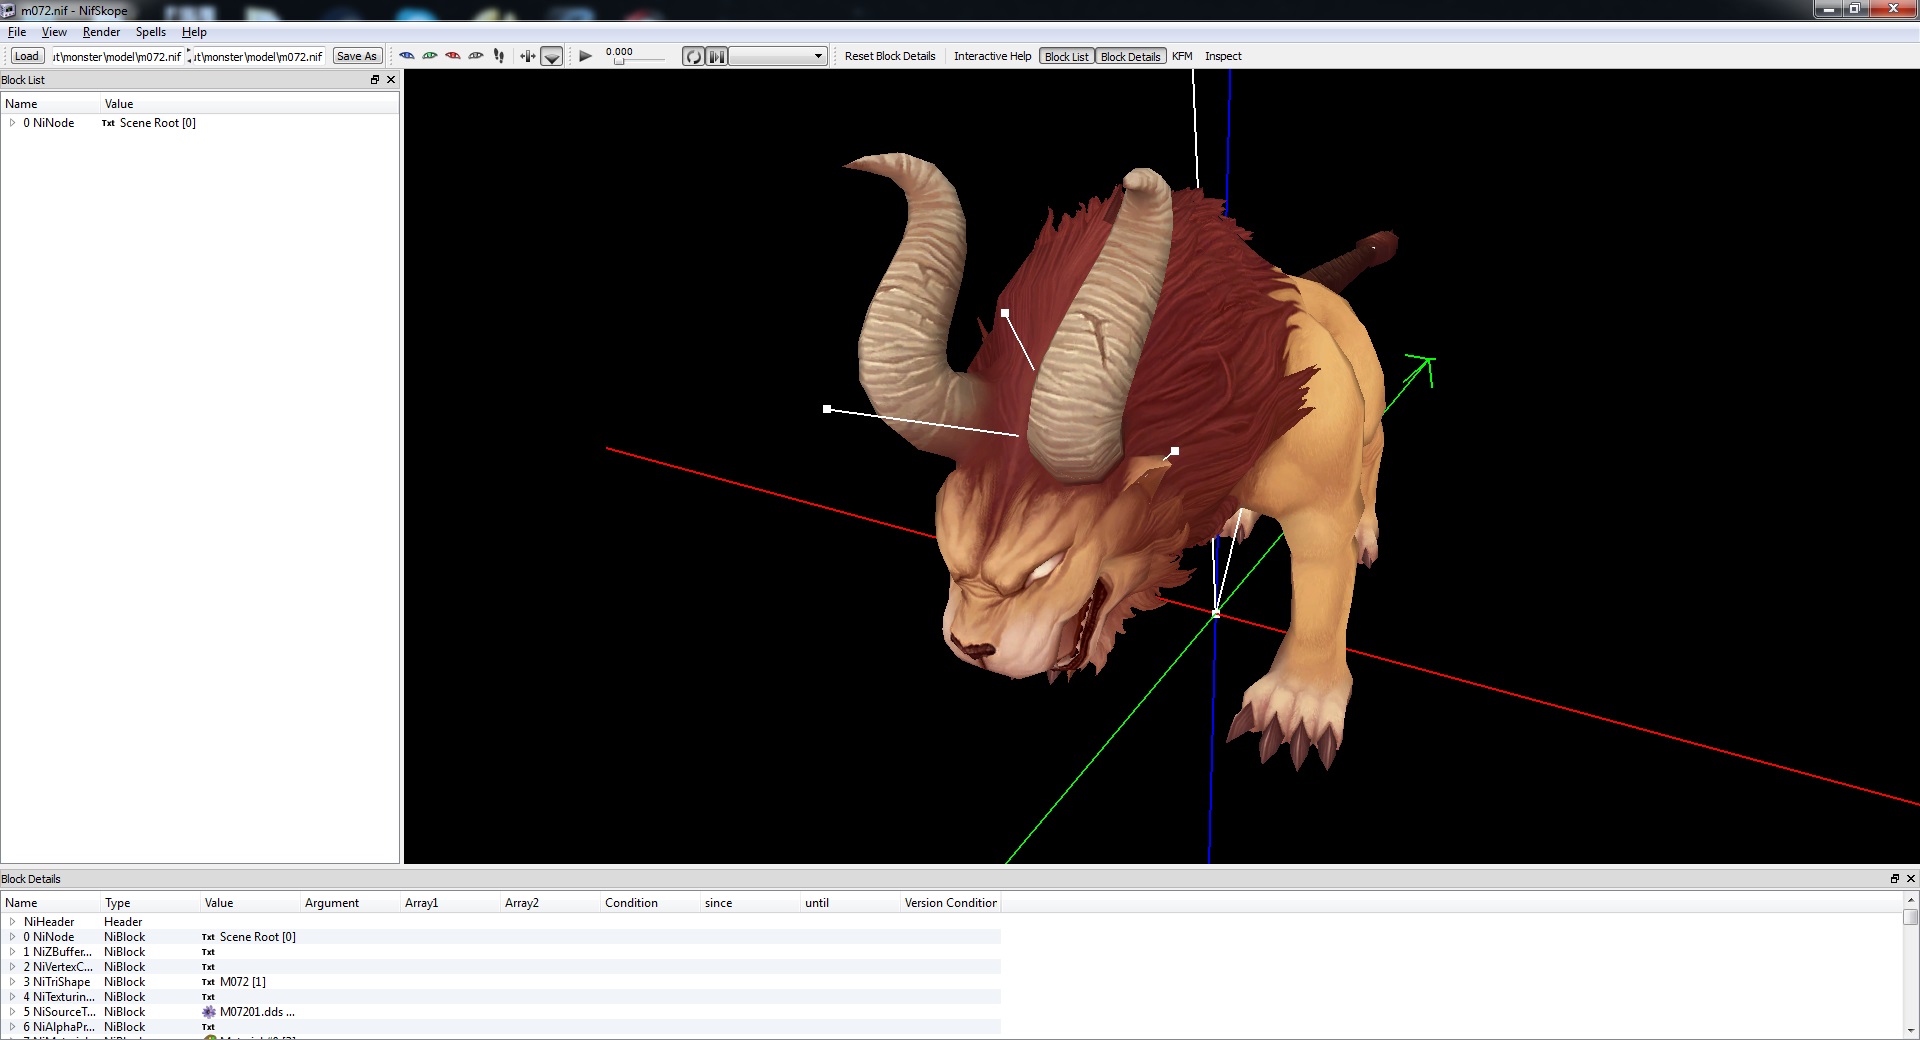 m072.nif - NifSkope
File View Render Spells Help
Load ut\monster\model\m072.nif ut\monster\model\m072.nif Save As 0.000 Reset Block Details Interactive Help Block List Block Details KFM Inspect
Block List
Name Value
0 NiNode Txt Scene Root [0]
Block Details
Name Type Value Argument Array1 Array2 Condition since until Version Condition
NiHeader Header
0 NiNode NiBlock Txt Scene Root [0]
1 NiZBuffer... NiBlock Txt
2 NiVertexC... NiBlock Txt
3 NiTriShape NiBlock Txt M072 [1]
4 NiTexturin... NiBlock Txt
5 NiSourceT... NiBlock M07201.dds ...
6 NiAlphaPr... NiBlock Txt